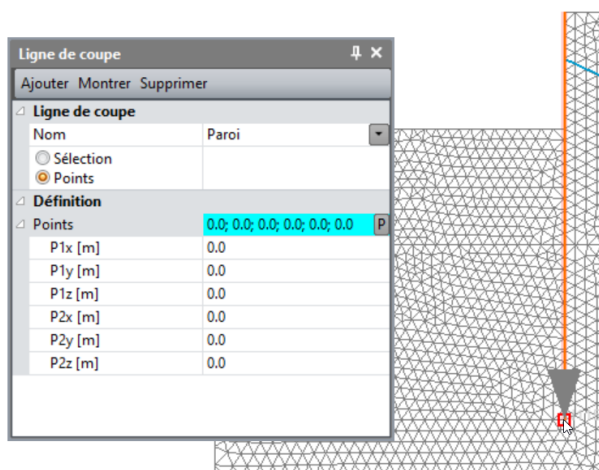 Ligne de coupe
Ajouter Montrer Supprimer
Ligne de coupe
Nom Paroi
Sélection
Points
Définition
Points 0.0; 0.0; 0.0; 0.0; 0.0; 0.0 P
P1x [m] 0.0
P1y [m] 0.0
P1z [m] 0.0
P2x [m] 0.0
P2y [m] 0.0
P2z [m] 0.0